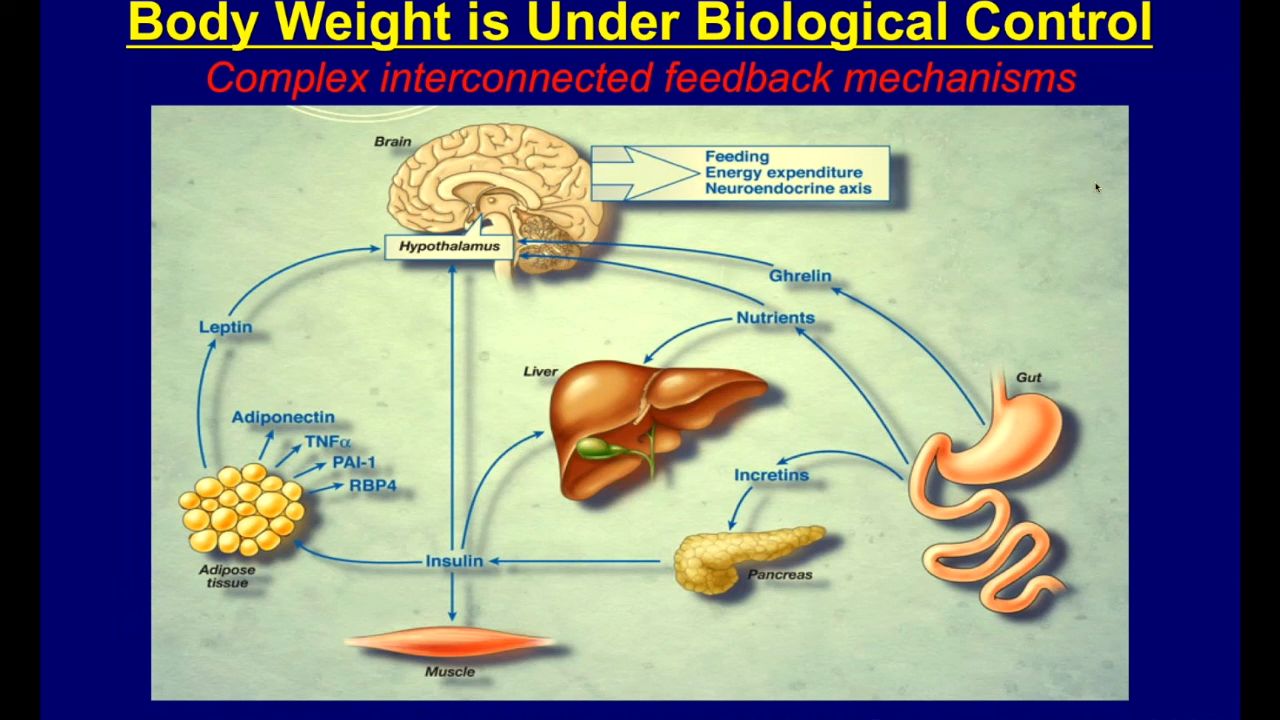 Body Weight is Under Biological Control
Complex interconnected feedback mechanisms
Brain
Feeding
Energy expenditure
Neuroendocrine axis
Hypothalamus
Ghrelin
Nutrients
Leptin
Liver
Gut
Adiponectin
TNFα
PAI-1
RBP4
Incretins
Insulin
Adipose
tissue
Pancreas
Muscle